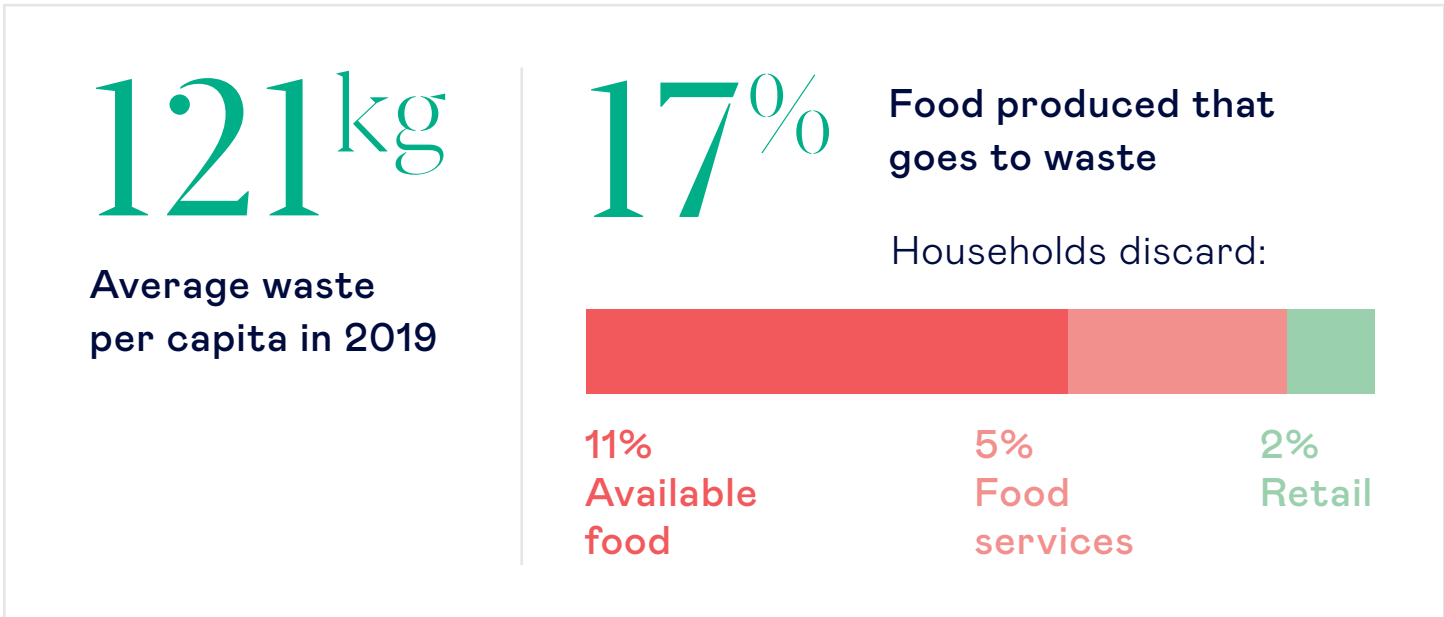 121kg
Average waste
per capita in 2019
17%
Food produced that
goes to waste
Households discard:
11%
Available
food
5%
Food
services
2%
Retail